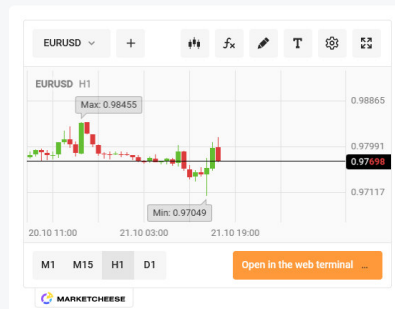 EURUSD
+
fx
T
EURUSD H1
Max: 0.98455
0.98865
0.97991
0.97698
0.97117
Min: 0.97049
20.10 11:00 21.10 03:00 21.10 19:00
M1 M15 H1 D1 Open in the web terminal ...
MARKETCHEESE